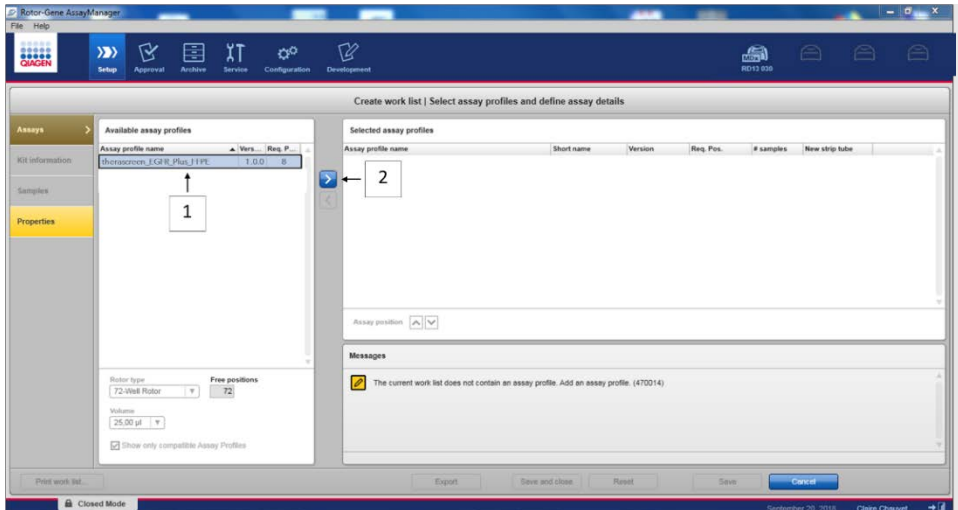 Rotor-Gene AssayManager
File Help
QIAGEN
Setup Approval Archive Service Configuration Development
RD13 030
Create work list | Select assay profiles and define assay details
Assays
Kit information
Samples
Properties
Available assay profiles
Assay profile name Vers... Req. P...
therascreen_EGFR_Plus_FFPE 1.0.0 8
1
2
Rotor type Free positions
72-Well Rotor 72
Volume
25,00 µl
Show only compatible Assay Profiles
Selected assay profiles
Assay profile name Short name Version Req. Pos. # samples New strip tube
Assay position
Messages
The current work list does not contain an assay profile. Add an assay profile. (470014)
Print work list... Export Save and close Reset Save Cancel
Closed Mode September 20, 2018 Claire Chauvet